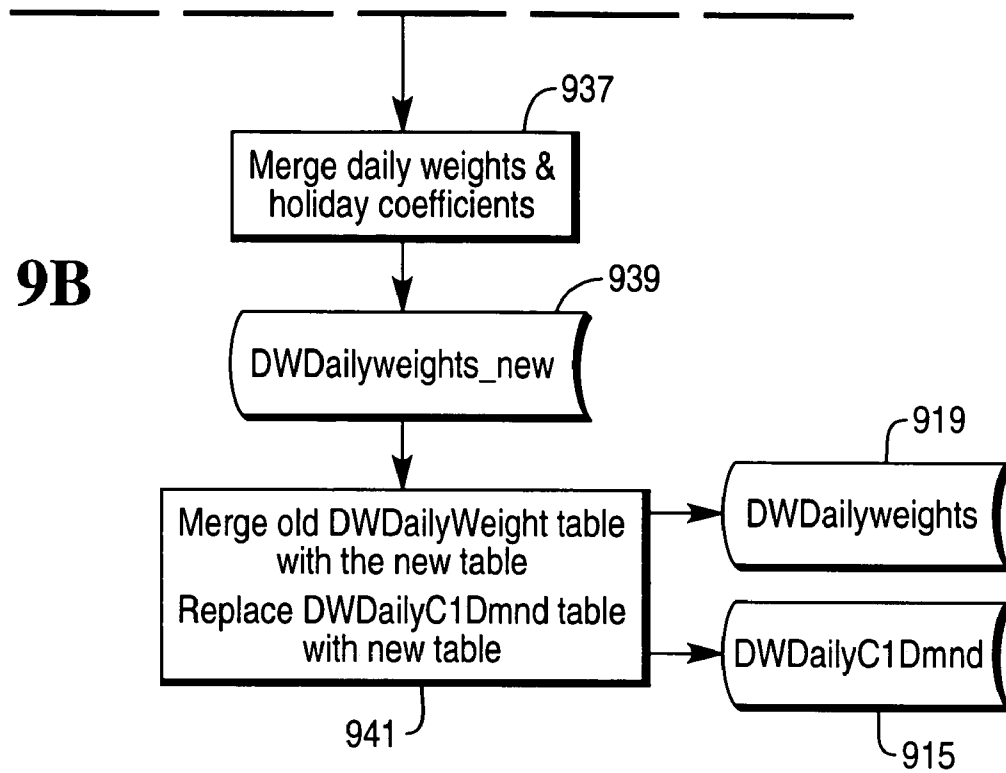 937
Merge daily weights &
holiday coefficients
9B
939
DWDailyweights_new
919
Merge old DWDailyWeight table
with the new table
Replace DWDailyC1Dmnd table
with new table
DWDailyweights
DWDailyC1Dmnd
941
915